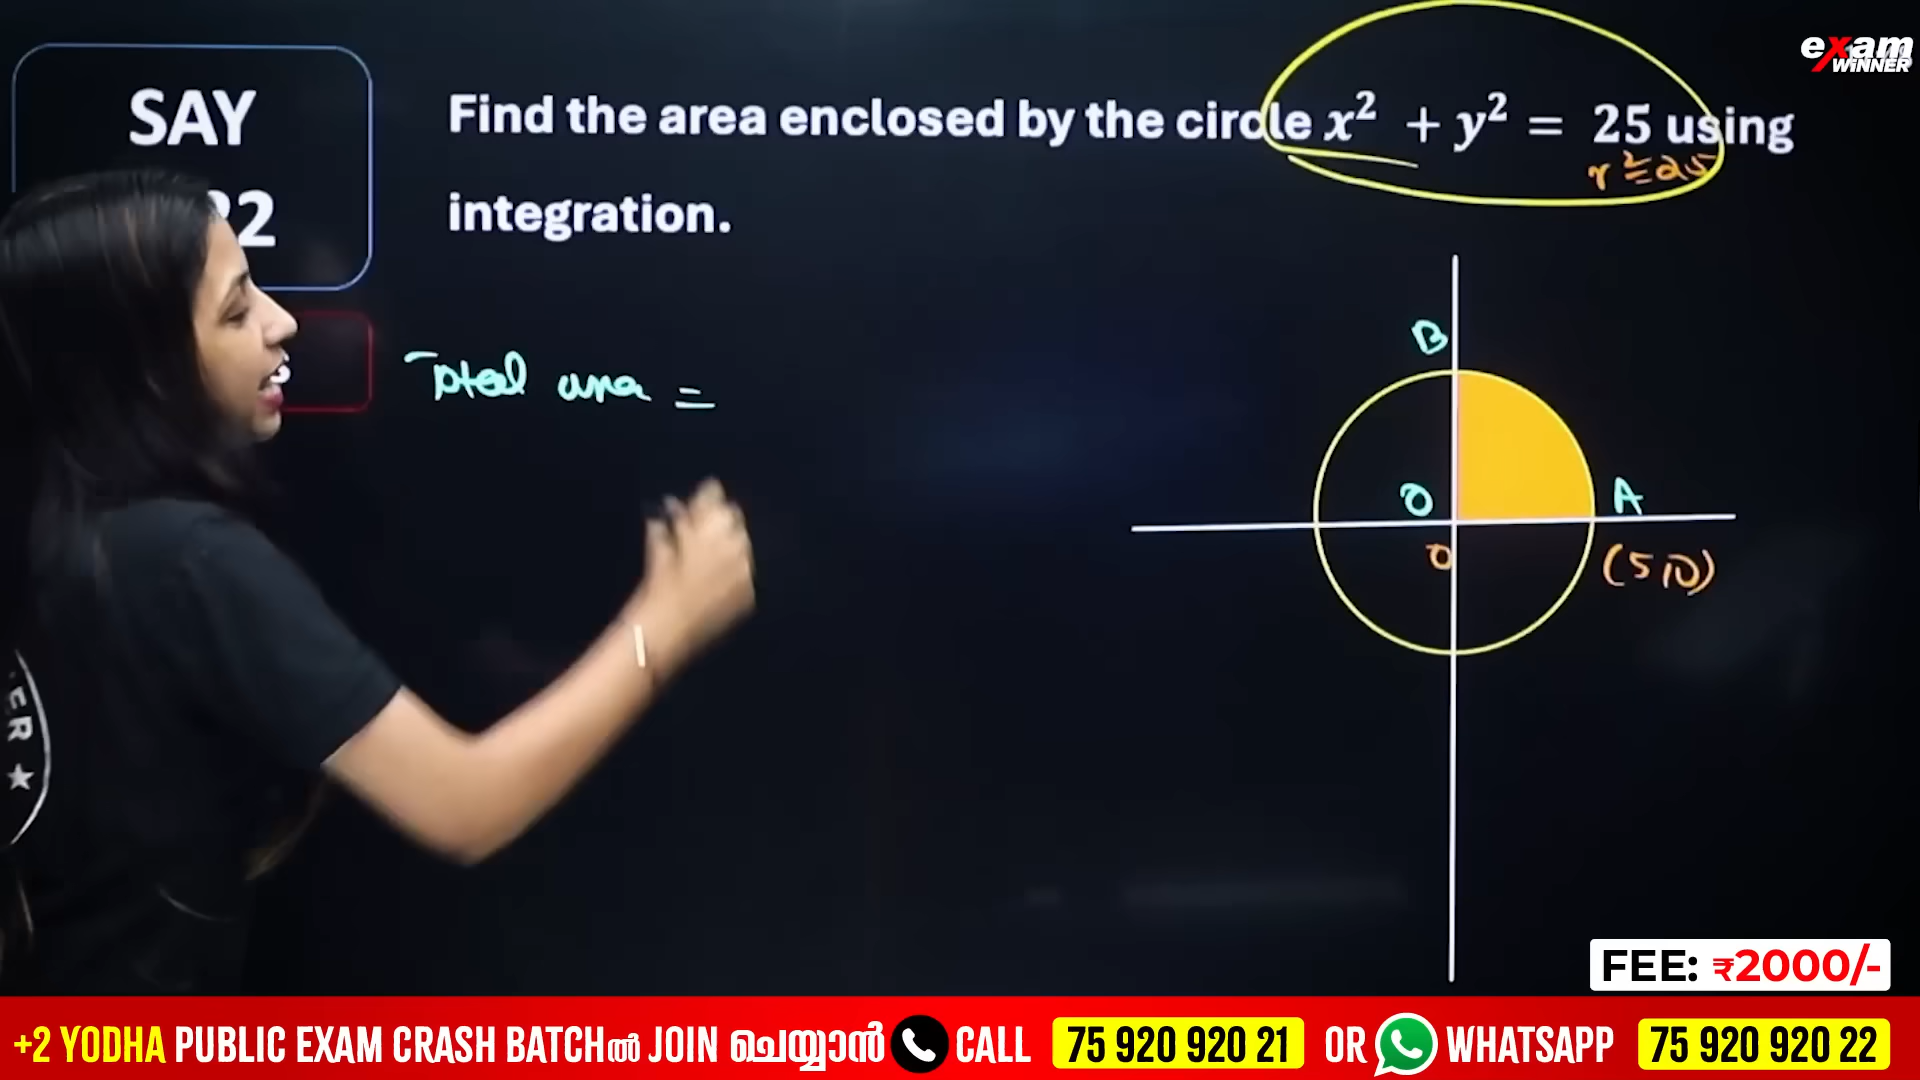 SAY
22
Find the area enclosed by the circle x² + y² = 25 using
integration.
r² = 25
exam
WINNER
Total area =
B
O
A
0
(5,0)
ER ★
FEE: ₹2000/-
+2 YODHA PUBLIC EXAM CRASH BATCHൽ JOIN ചെയ്യാൻ CALL 75 920 920 21 OR WHATSAPP 75 920 920 22